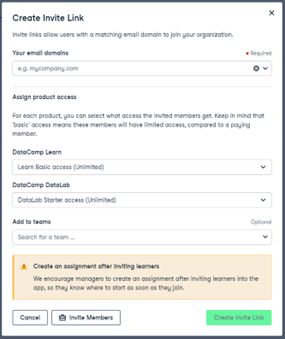 Create Invite Link
Invite links allow users with a matching email domain to join your organization.
Your email domains
Required
e.g. mycompany.com
Assign product access
For each product, you can select what access the invited members get. Keep in mind that
'basic' access means these members will have limited access, compared to a paying
member.
DataCamp Learn
Learn Basic access (Unlimited)
DataCamp DataLab
DataLab Starter access (Unlimited)
Add to teams
Optional
Search for a team ...
Create an assignment after inviting learners
We encourage managers to create an assignment after inviting learners into the
app, so they know where to start as soon as they join.
Cancel
Invite Members
Create Invite Link